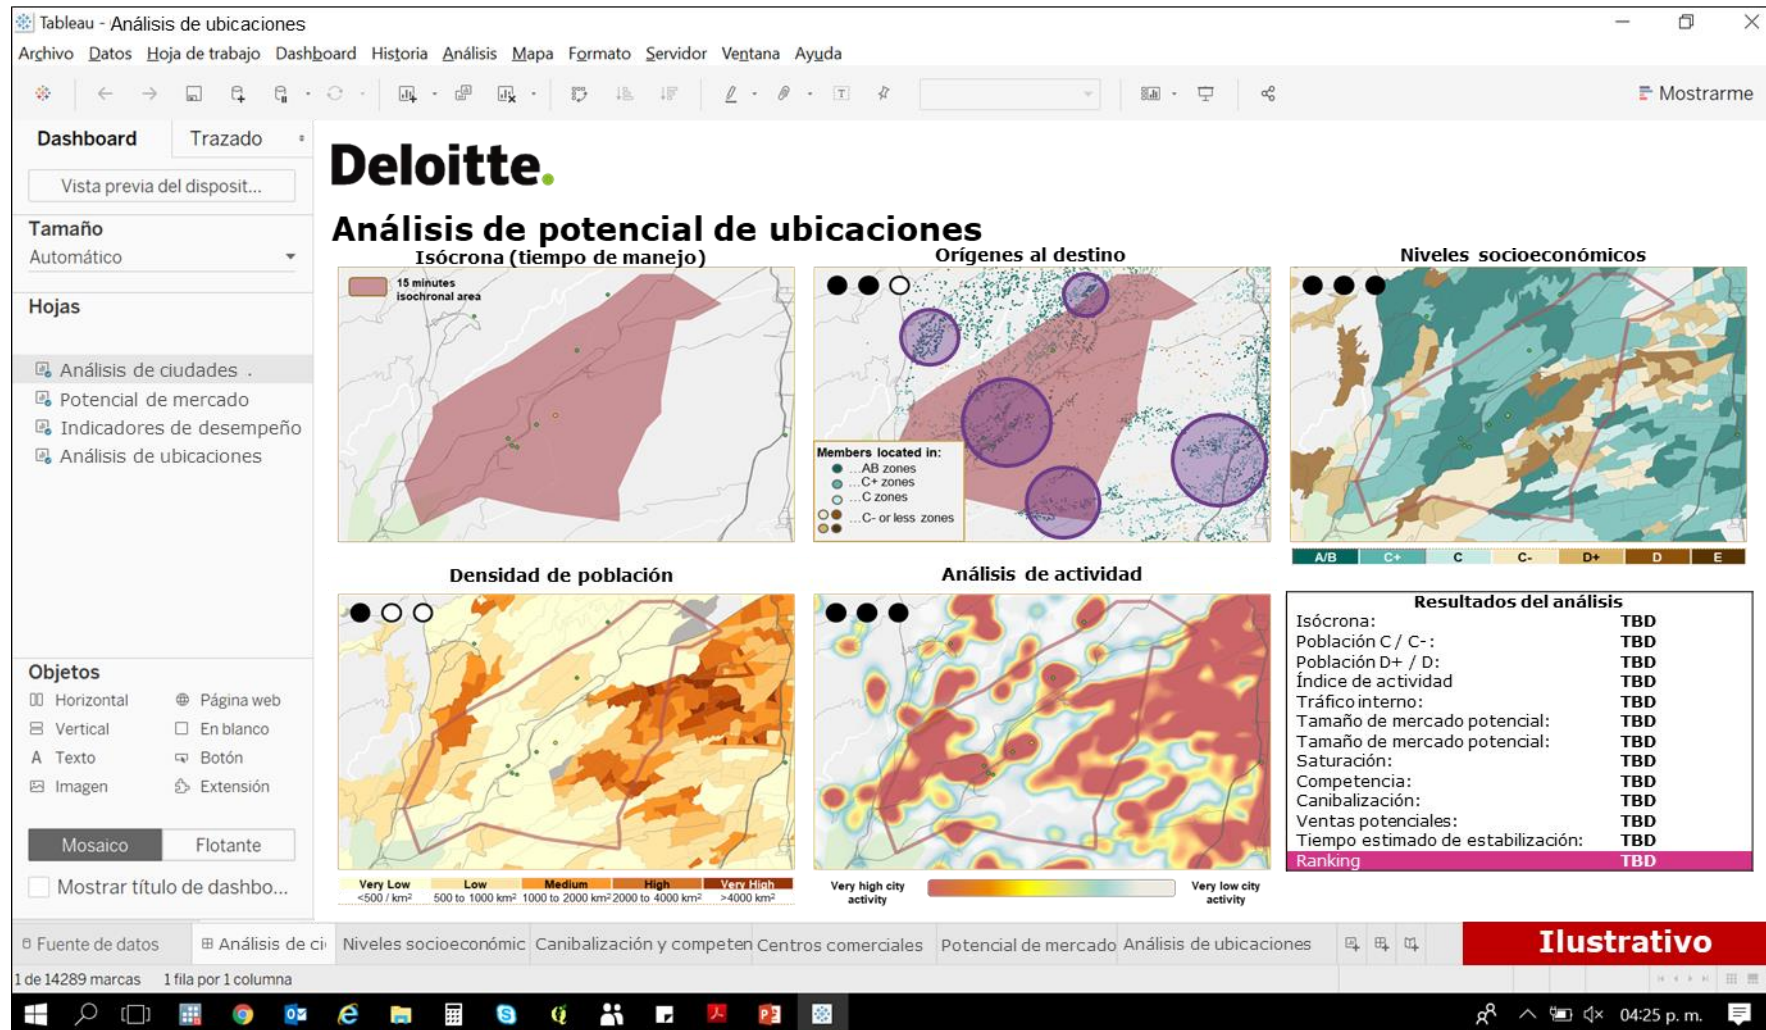 Tableau - Análisis de ubicaciones
Archivo Datos Hoja de trabajo Dashboard Historia Análisis Mapa Formato Servidor Ventana Ayuda
Mostrarme
Dashboard Trazado
Vista previa del disposit...
Tamaño
Automático
Hojas
Análisis de ciudades .
Potencial de mercado
Indicadores de desempeño
Análisis de ubicaciones
Objetos
Horizontal Página web
Vertical En blanco
A Texto Botón
Imagen Extensión
Mosaico Flotante
Mostrar título de dashbo...
Deloitte.
Análisis de potencial de ubicaciones
Isócrona (tiempo de manejo)
15 minutes
isochronal area
Orígenes al destino
Members located in:
...AB zones
...C+ zones
...C zones
...C- or less zones
Niveles socioeconómicos
A/B C+ C C- D+ D E
Densidad de población
Very Low Low Medium High Very High
<500 / km² 500 to 1000 km² 1000 to 2000 km² 2000 to 4000 km² >4000 km²
Análisis de actividad
Very high city
activity
Very low city
activity
Resultados del análisis
Isócrona: TBD
Población C / C-: TBD
Población D+ / D: TBD
Índice de actividad TBD
Tráfico interno: TBD
Tamaño de mercado potencial: TBD
Tamaño de mercado potencial: TBD
Saturación: TBD
Competencia: TBD
Canibalización: TBD
Ventas potenciales: TBD
Tiempo estimado de estabilización: TBD
Ranking TBD
Fuente de datos Análisis de ci Niveles socioeconómic Canibalización y competen Centros comerciales Potencial de mercado Análisis de ubicaciones
Ilustrativo
1 de 14289 marcas 1 fila por 1 columna
04:25 p. m.